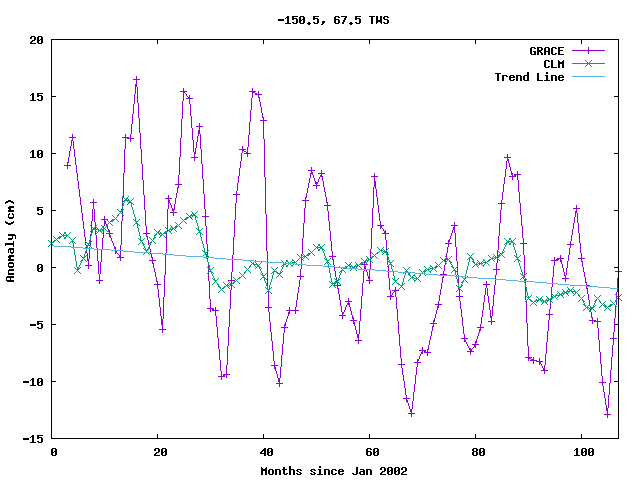 -150.5, 67.5 TWS
GRACE
CLM
Trend Line
20
15
10
5
0
-5
-10
-15
Anomaly (cm)
0 20 40 60 80 100
Months since Jan 2002